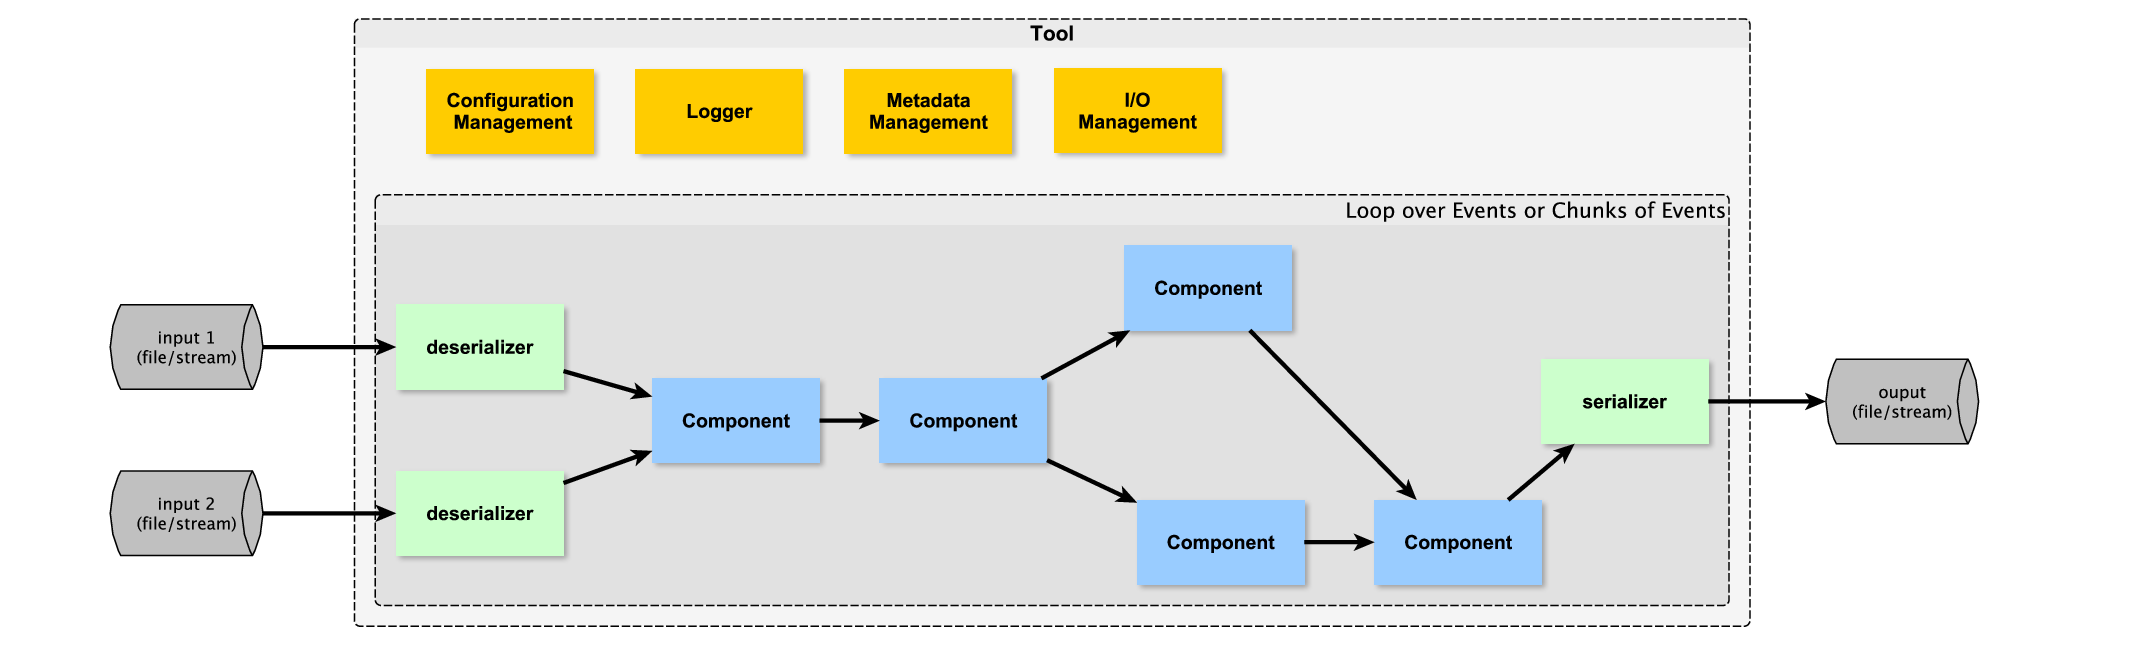 Tool
Configuration
Management
Logger
Metadata
Management
I/O
Management
Loop over Events or Chunks of Events
Component
input 1
(file/stream)
deserializer
Component
Component
serializer
ouput
(file/stream)
input 2
(file/stream)
deserializer
Component
Component